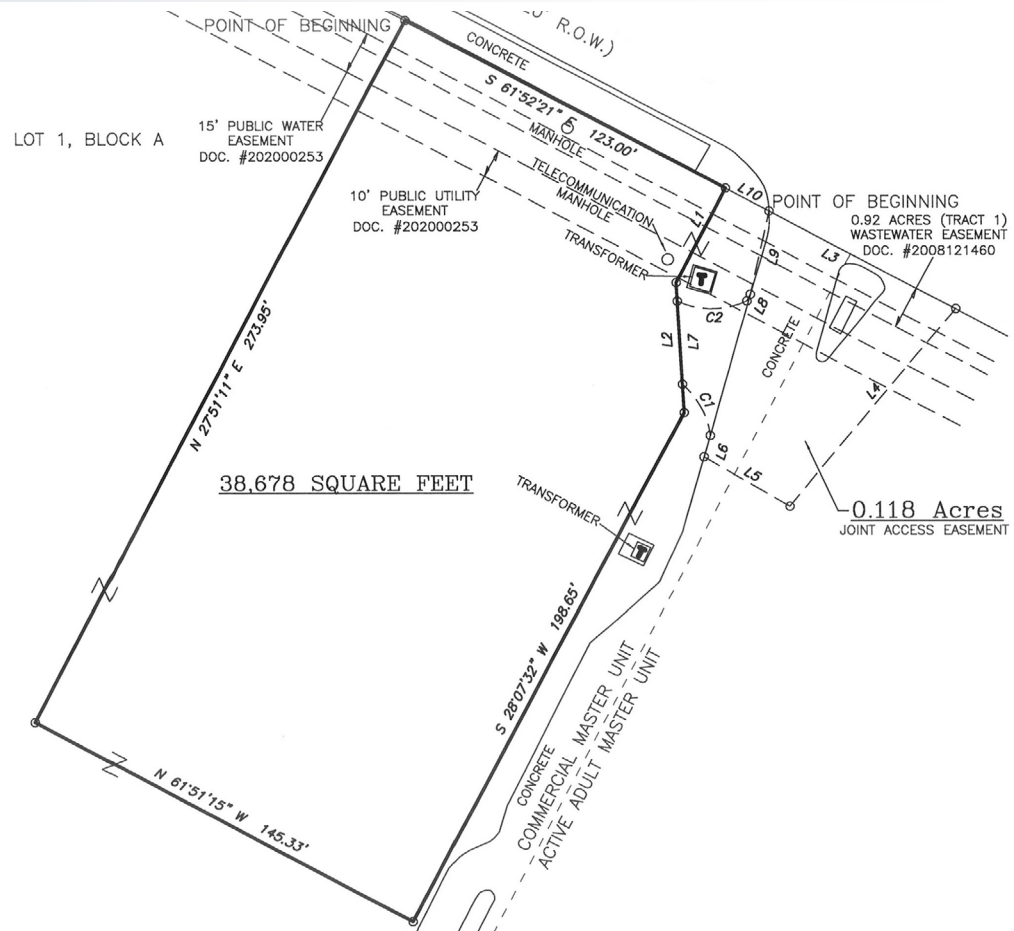 J R.O.W.)
POINT OF BEGINNING
CONCRETE
S 61°52'21" E 123.00'
MANHOLE
LOT 1, BLOCK A
15' PUBLIC WATER
EASEMENT
DOC. #202000253
10' PUBLIC UTILITY
EASEMENT
DOC. #202000253
TELECOMMUNICATION
MANHOLE
TRANSFORMER
T
L1
L10
POINT OF BEGINNING
0.92 ACRES (TRACT 1)
WASTEWATER EASEMENT
DOC. #2008121460
L3
L9
L8
C2
L2
L7
CONCRETE
L4
C1
L6
L5
N 27°51'11" E 273.95'
38,678 SQUARE FEET
TRANSFORMER
T
0.118 Acres
JOINT ACCESS EASEMENT
S 28°07'32" W 198.65'
N 61°51'15" W 145.33'
CONCRETE
COMMERCIAL MASTER UNIT
ACTIVE ADULT MASTER UNIT